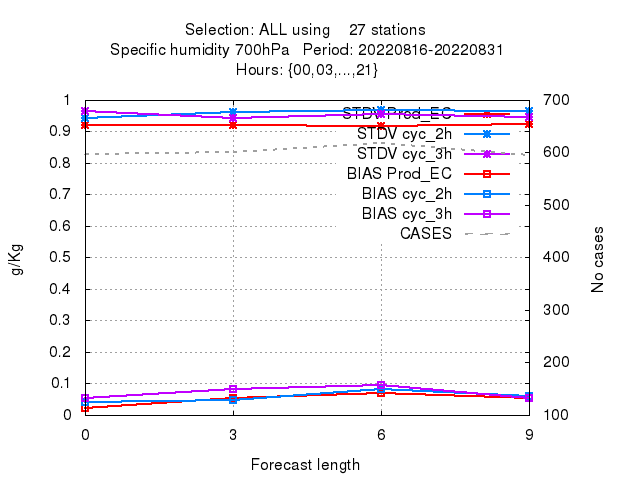 Selection: ALL using    27 stations
Specific humidity 700hPa   Period: 20220816-20220831
Hours: {00,03,...,21}
1
0.9
0.8
0.7
0.6
0.5
0.4
0.3
0.2
0.1
0
g/Kg
STDV Prod_EC
STDV cyc_2h
STDV cyc_3h
BIAS Prod_EC
BIAS cyc_2h
BIAS cyc_3h
CASES
700
600
500
400
300
200
100
No cases
0 3 6 9
Forecast length